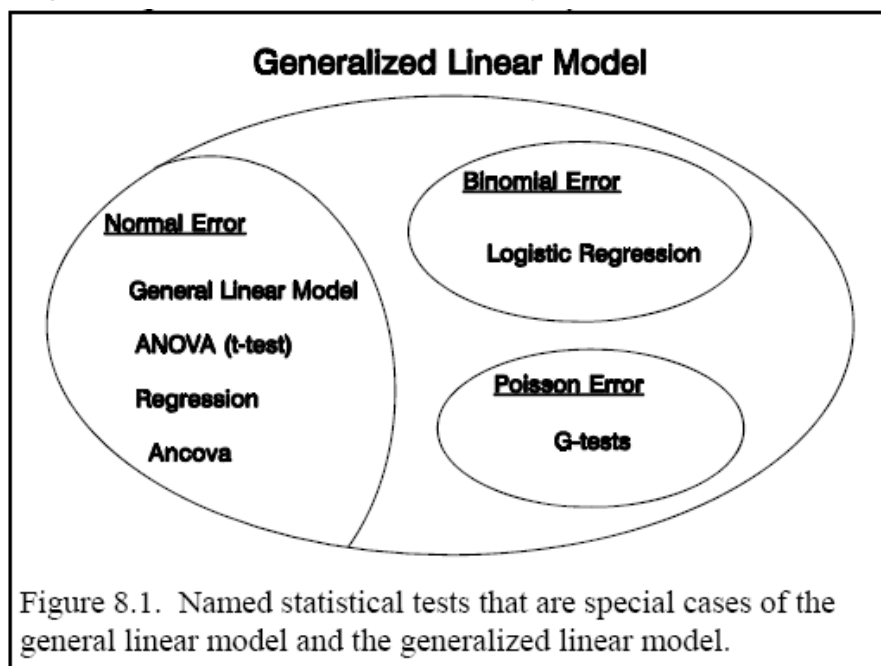 Generalized Linear Model
Normal Error
General Linear Model
ANOVA (t-test)
Regression
Ancova
Binomial Error
Logistic Regression
Poisson Error
G-tests
Figure 8.1. Named statistical tests that are special cases of the
general linear model and the generalized linear model.